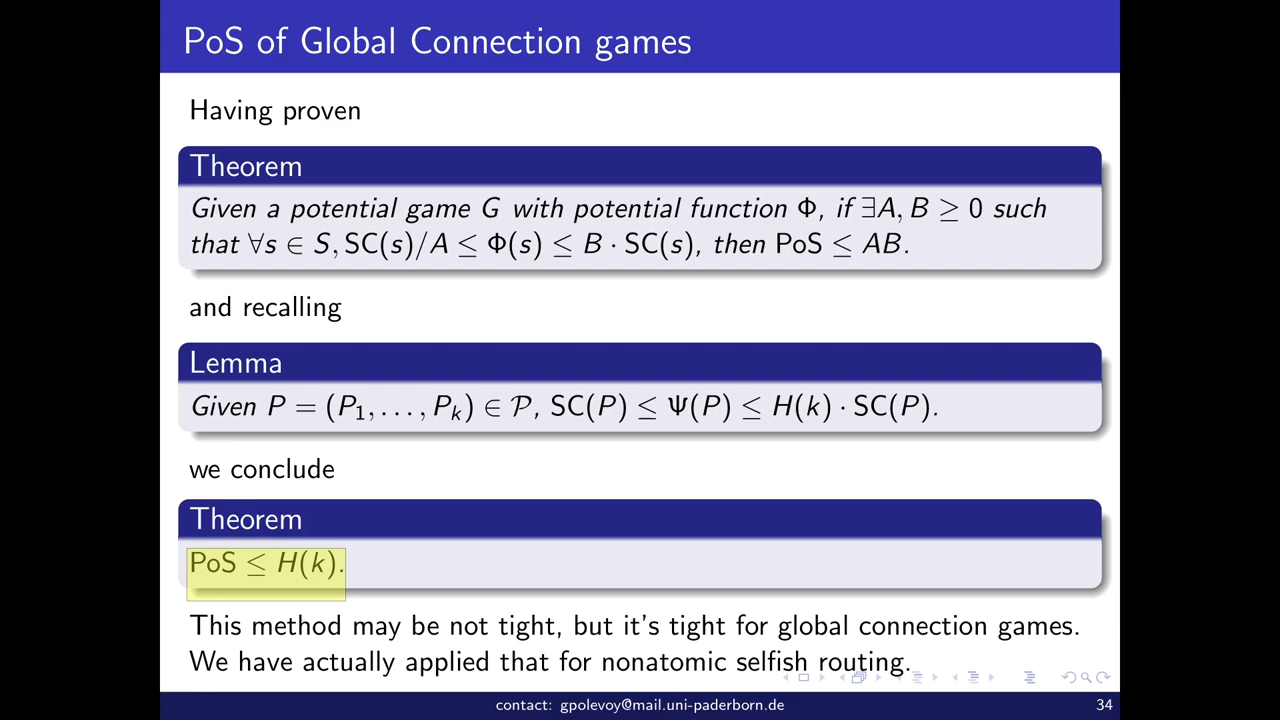 PoS of Global Connection games
Having proven
Theorem
Given a potential game G with potential function Φ, if ∃A, B ≥ 0 such
that ∀s ∈ S, SC(s)/A ≤ Φ(s) ≤ B · SC(s), then PoS ≤ AB.
and recalling
Lemma
Given P = (P₁, . . . , Pₖ) ∈ 𝒫, SC(P) ≤ Ψ(P) ≤ H(k) · SC(P).
we conclude
Theorem
PoS ≤ H(k).
This method may be not tight, but it's tight for global connection games.
We have actually applied that for nonatomic selfish routing.
contact: gpolevoy@mail.uni-paderborn.de
34